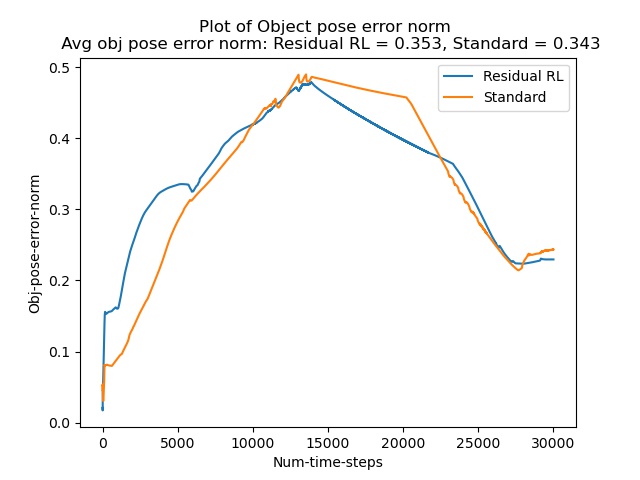 Plot of Object pose error norm
Avg obj pose error norm: Residual RL = 0.353, Standard = 0.343
Residual RL
Standard
0.5
0.4
0.3
0.2
0.1
0.0
Obj-pose-error-norm
0
5000
10000
15000
20000
25000
30000
Num-time-steps